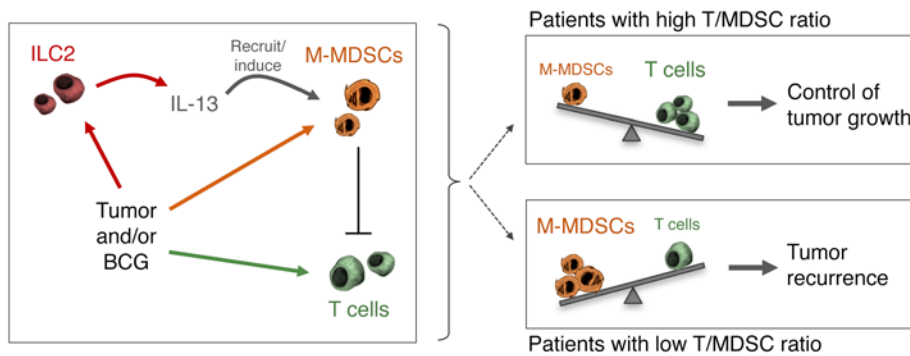 ILC2
Recruit/
induce
M-MDSCs
IL-13
Tumor
and/or
BCG
T cells
Patients with high T/MDSC ratio
M-MDSCs
T cells
Control of
tumor growth
M-MDSCs
T cells
Tumor
recurrence
Patients with low T/MDSC ratio